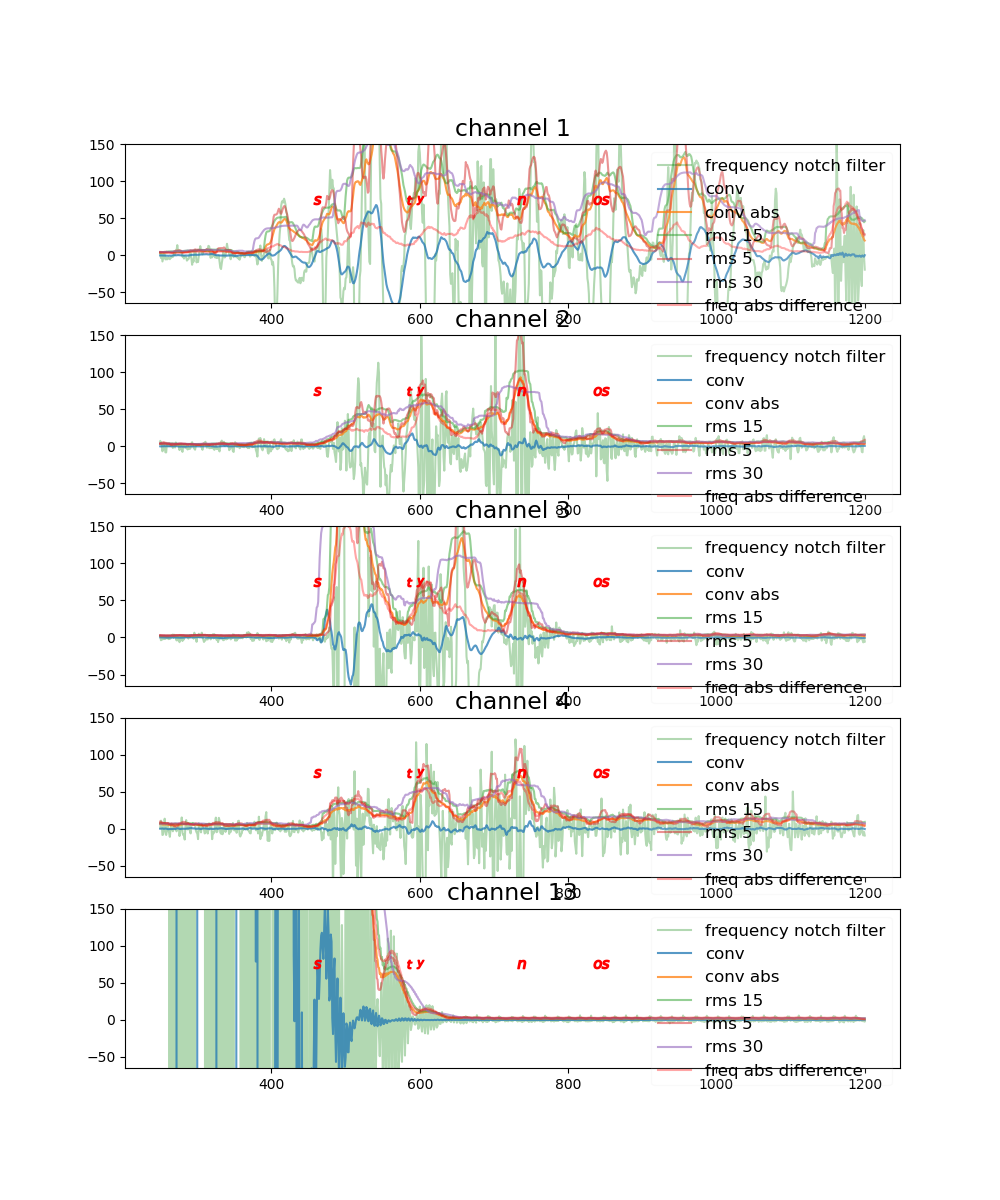 channel 1
150
100
50
0
−50
s
t y
n
os
frequency notch filter
conv
conv abs
rms 15
rms 5
rms 30
freq abs difference
400 600 800 1000 1200
channel 2
150
100
50
0
−50
s
t y
n
os
frequency notch filter
conv
conv abs
rms 15
rms 5
rms 30
freq abs difference
400 600 800 1000 1200
channel 3
150
100
50
0
−50
s
t y
n
os
frequency notch filter
conv
conv abs
rms 15
rms 5
rms 30
freq abs difference
400 600 800 1000 1200
channel 4
150
100
50
0
−50
s
t y
n
os
frequency notch filter
conv
conv abs
rms 15
rms 5
rms 30
freq abs difference
400 600 800 1000 1200
channel 13
150
100
50
0
−50
s
t y
n
os
frequency notch filter
conv
conv abs
rms 15
rms 5
rms 30
freq abs difference
400 600 800 1000 1200